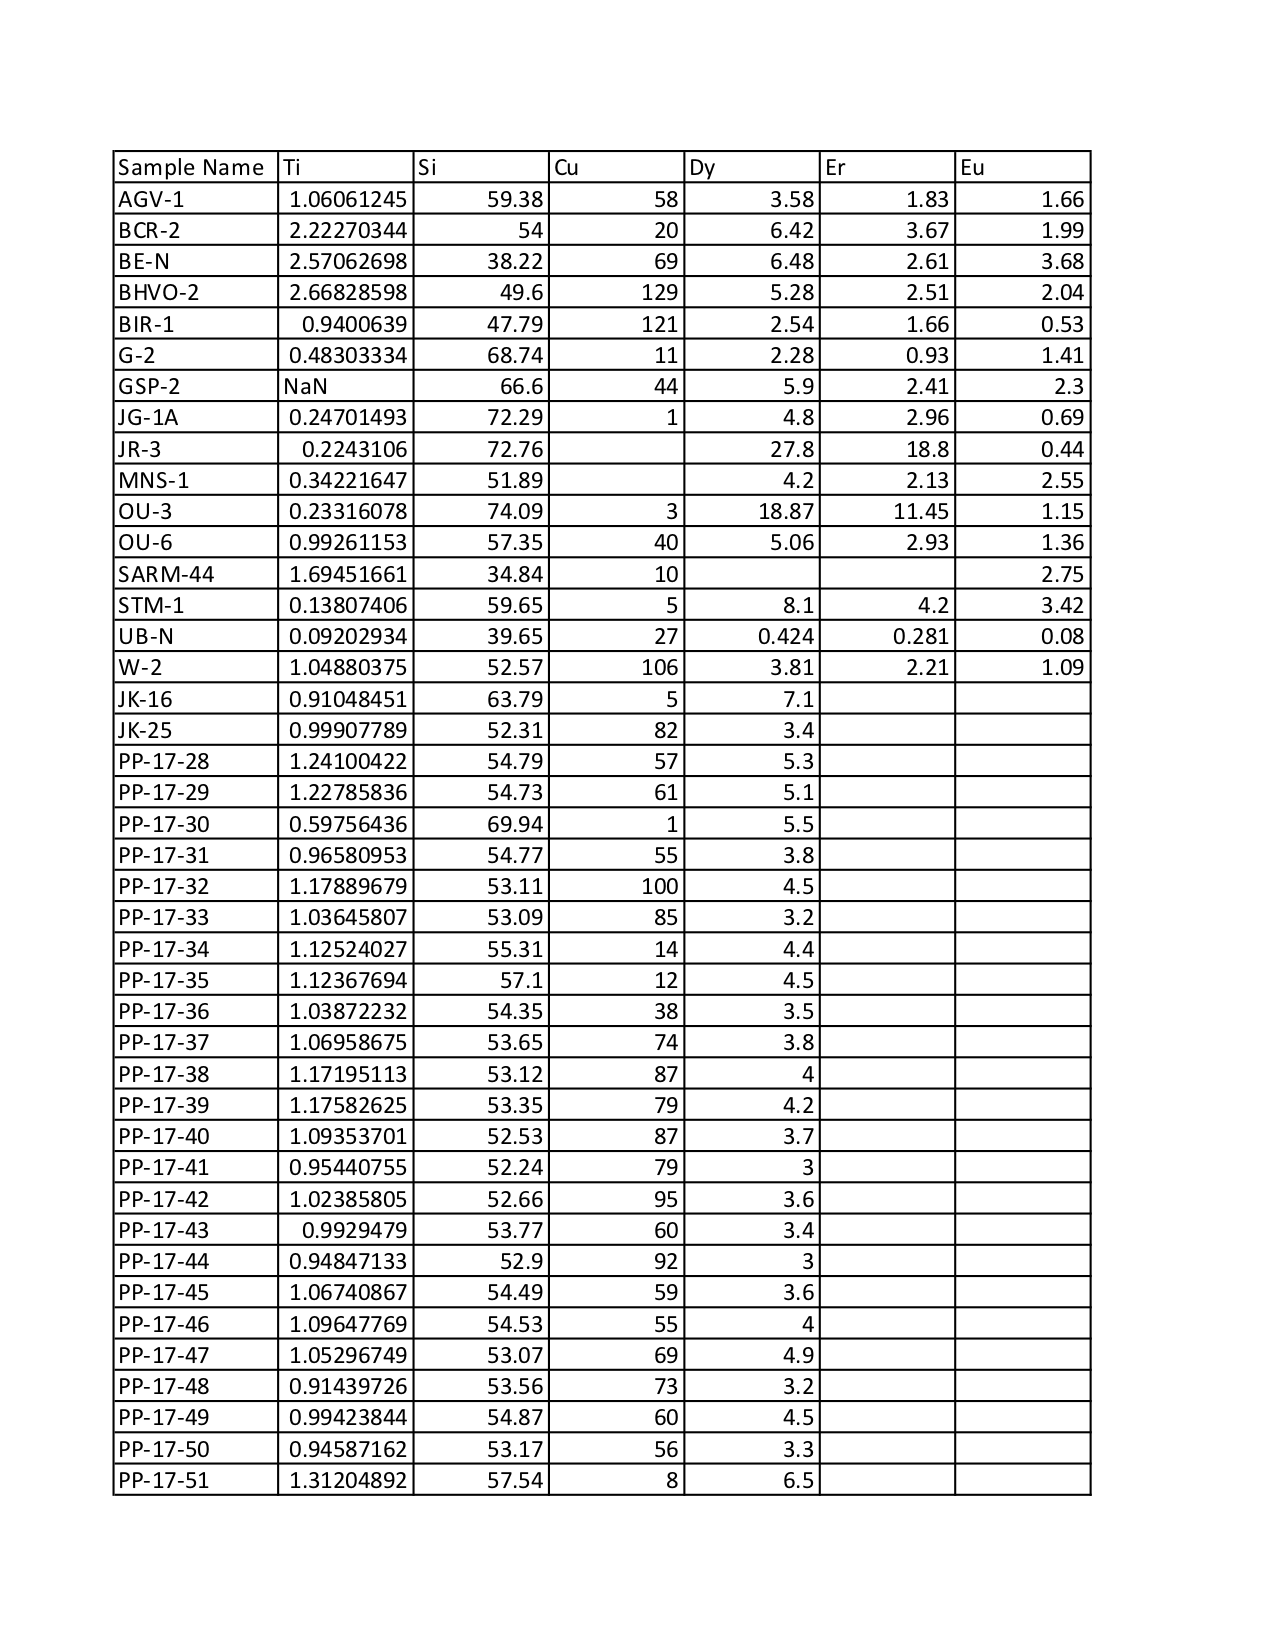 Sample Name Ti Si Cu Dy Er Eu
AGV-1 1.06061245 59.38 58 3.58 1.83 1.66
BCR-2 2.22270344 54 20 6.42 3.67 1.99
BE-N 2.57062698 38.22 69 6.48 2.61 3.68
BHVO-2 2.66828598 49.6 129 5.28 2.51 2.04
BIR-1 0.9400639 47.79 121 2.54 1.66 0.53
G-2 0.48303334 68.74 11 2.28 0.93 1.41
GSP-2 NaN 66.6 44 5.9 2.41 2.3
JG-1A 0.24701493 72.29 1 4.8 2.96 0.69
JR-3 0.2243106 72.76 27.8 18.8 0.44
MNS-1 0.34221647 51.89 4.2 2.13 2.55
OU-3 0.23316078 74.09 3 18.87 11.45 1.15
OU-6 0.99261153 57.35 40 5.06 2.93 1.36
SARM-44 1.69451661 34.84 10 2.75
STM-1 0.13807406 59.65 5 8.1 4.2 3.42
UB-N 0.09202934 39.65 27 0.424 0.281 0.08
W-2 1.04880375 52.57 106 3.81 2.21 1.09
JK-16 0.91048451 63.79 5 7.1
JK-25 0.99907789 52.31 82 3.4
PP-17-28 1.24100422 54.79 57 5.3
PP-17-29 1.22785836 54.73 61 5.1
PP-17-30 0.59756436 69.94 1 5.5
PP-17-31 0.96580953 54.77 55 3.8
PP-17-32 1.17889679 53.11 100 4.5
PP-17-33 1.03645807 53.09 85 3.2
PP-17-34 1.12524027 55.31 14 4.4
PP-17-35 1.12367694 57.1 12 4.5
PP-17-36 1.03872232 54.35 38 3.5
PP-17-37 1.06958675 53.65 74 3.8
PP-17-38 1.17195113 53.12 87 4
PP-17-39 1.17582625 53.35 79 4.2
PP-17-40 1.09353701 52.53 87 3.7
PP-17-41 0.95440755 52.24 79 3
PP-17-42 1.02385805 52.66 95 3.6
PP-17-43 0.9929479 53.77 60 3.4
PP-17-44 0.94847133 52.9 92 3
PP-17-45 1.06740867 54.49 59 3.6
PP-17-46 1.09647769 54.53 55 4
PP-17-47 1.05296749 53.07 69 4.9
PP-17-48 0.91439726 53.56 73 3.2
PP-17-49 0.99423844 54.87 60 4.5
PP-17-50 0.94587162 53.17 56 3.3
PP-17-51 1.31204892 57.54 8 6.5